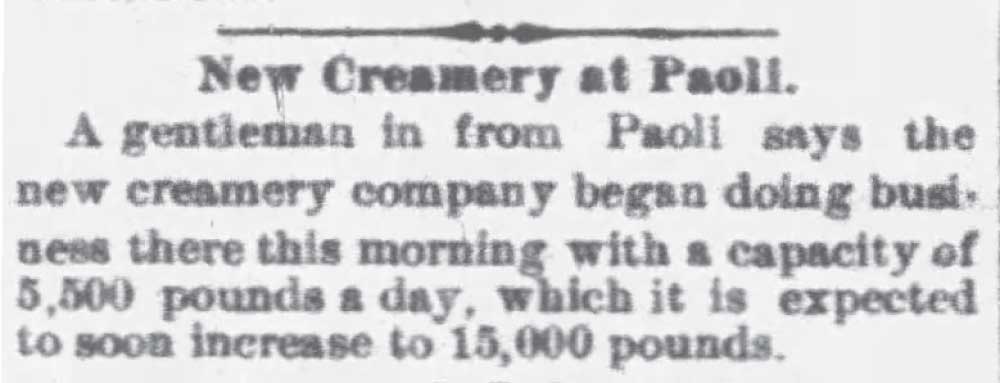 New Creamery at Paoli.
A gentleman in from Paoli says the
new creamery company began doing busi-
ness there this morning with a capacity of
5,500 pounds a day, which it is expected
to soon increase to 15,000 pounds.